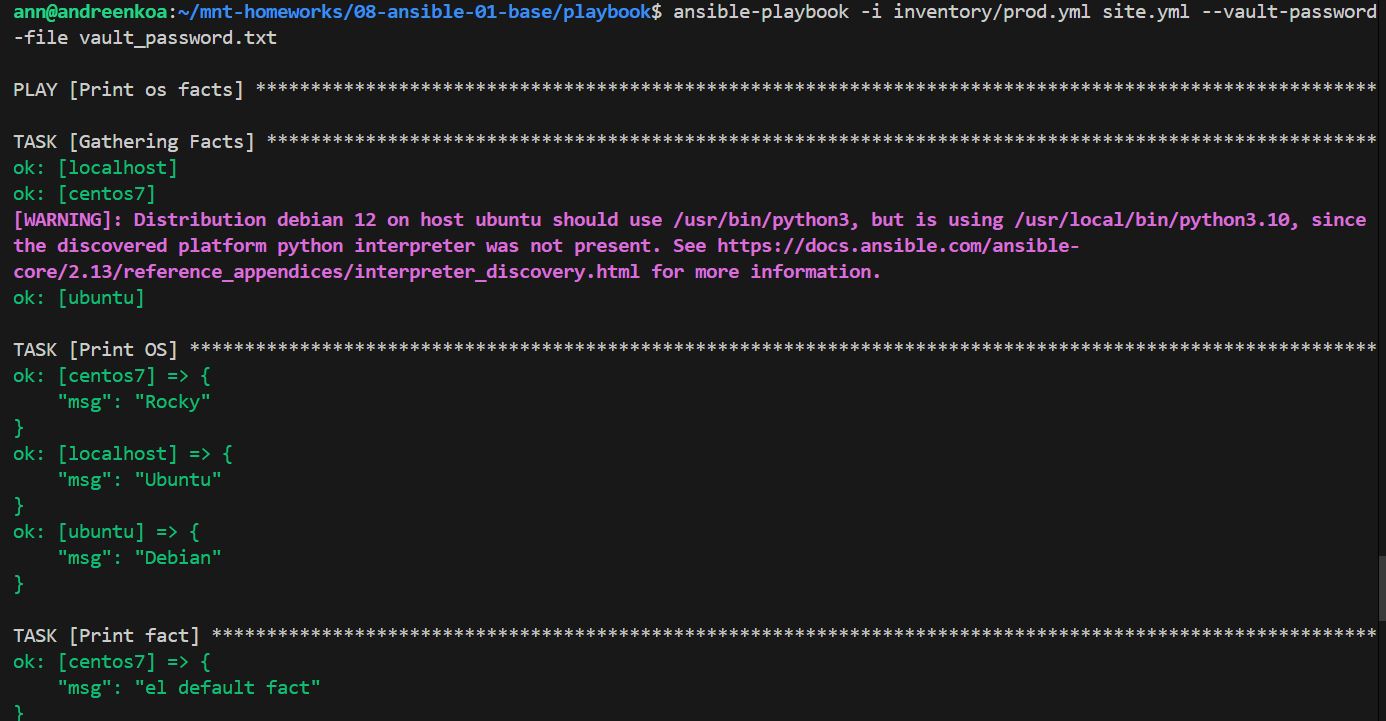 ann@andreenkoa:~/mnt-homeworks/08-ansible-01-base/playbook$ ansible-playbook -i inventory/prod.yml site.yml --vault-password
-file vault_password.txt
PLAY [Print os facts] ******************************************************************************************************
TASK [Gathering Facts] *****************************************************************************************************
ok: [localhost]
ok: [centos7]
[WARNING]: Distribution debian 12 on host ubuntu should use /usr/bin/python3, but is using /usr/local/bin/python3.10, since
the discovered platform python interpreter was not present. See https://docs.ansible.com/ansible-
core/2.13/reference_appendices/interpreter_discovery.html for more information.
ok: [ubuntu]
TASK [Print OS] ************************************************************************************************************
ok: [centos7] => {
    "msg": "Rocky"
}
ok: [localhost] => {
    "msg": "Ubuntu"
}
ok: [ubuntu] => {
    "msg": "Debian"
}
TASK [Print fact] **********************************************************************************************************
ok: [centos7] => {
    "msg": "el default fact"
}